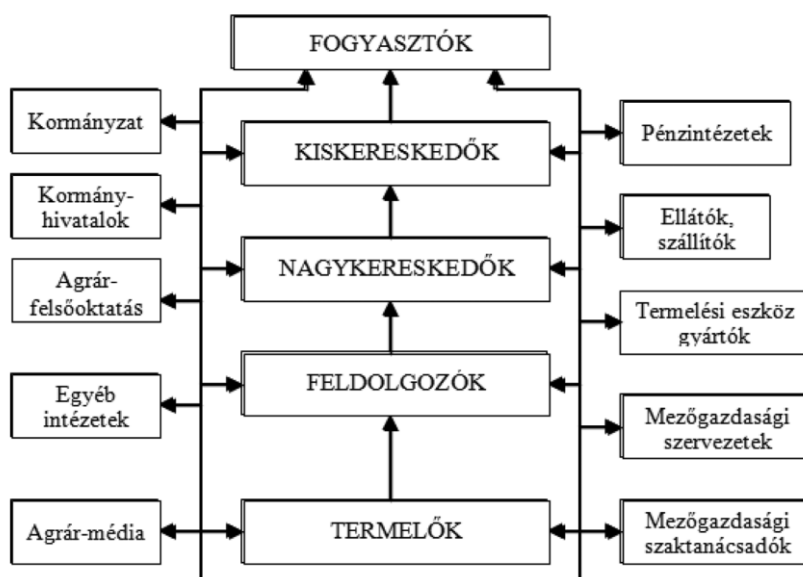 FOGYASZTÓK
Kormányzat
KISKERESKEDŐK
Pénzintézetek
Kormány-
hivatalok
Ellátók,
szállítók
NAGYKERESKEDŐK
Agrár-
felsőoktatás
Termelési eszköz
gyártók
FELDOLGOZÓK
Egyéb
intézetek
Mezőgazdasági
szervezetek
Agrár-média
TERMELŐK
Mezőgazdasági
szaktanácsadók